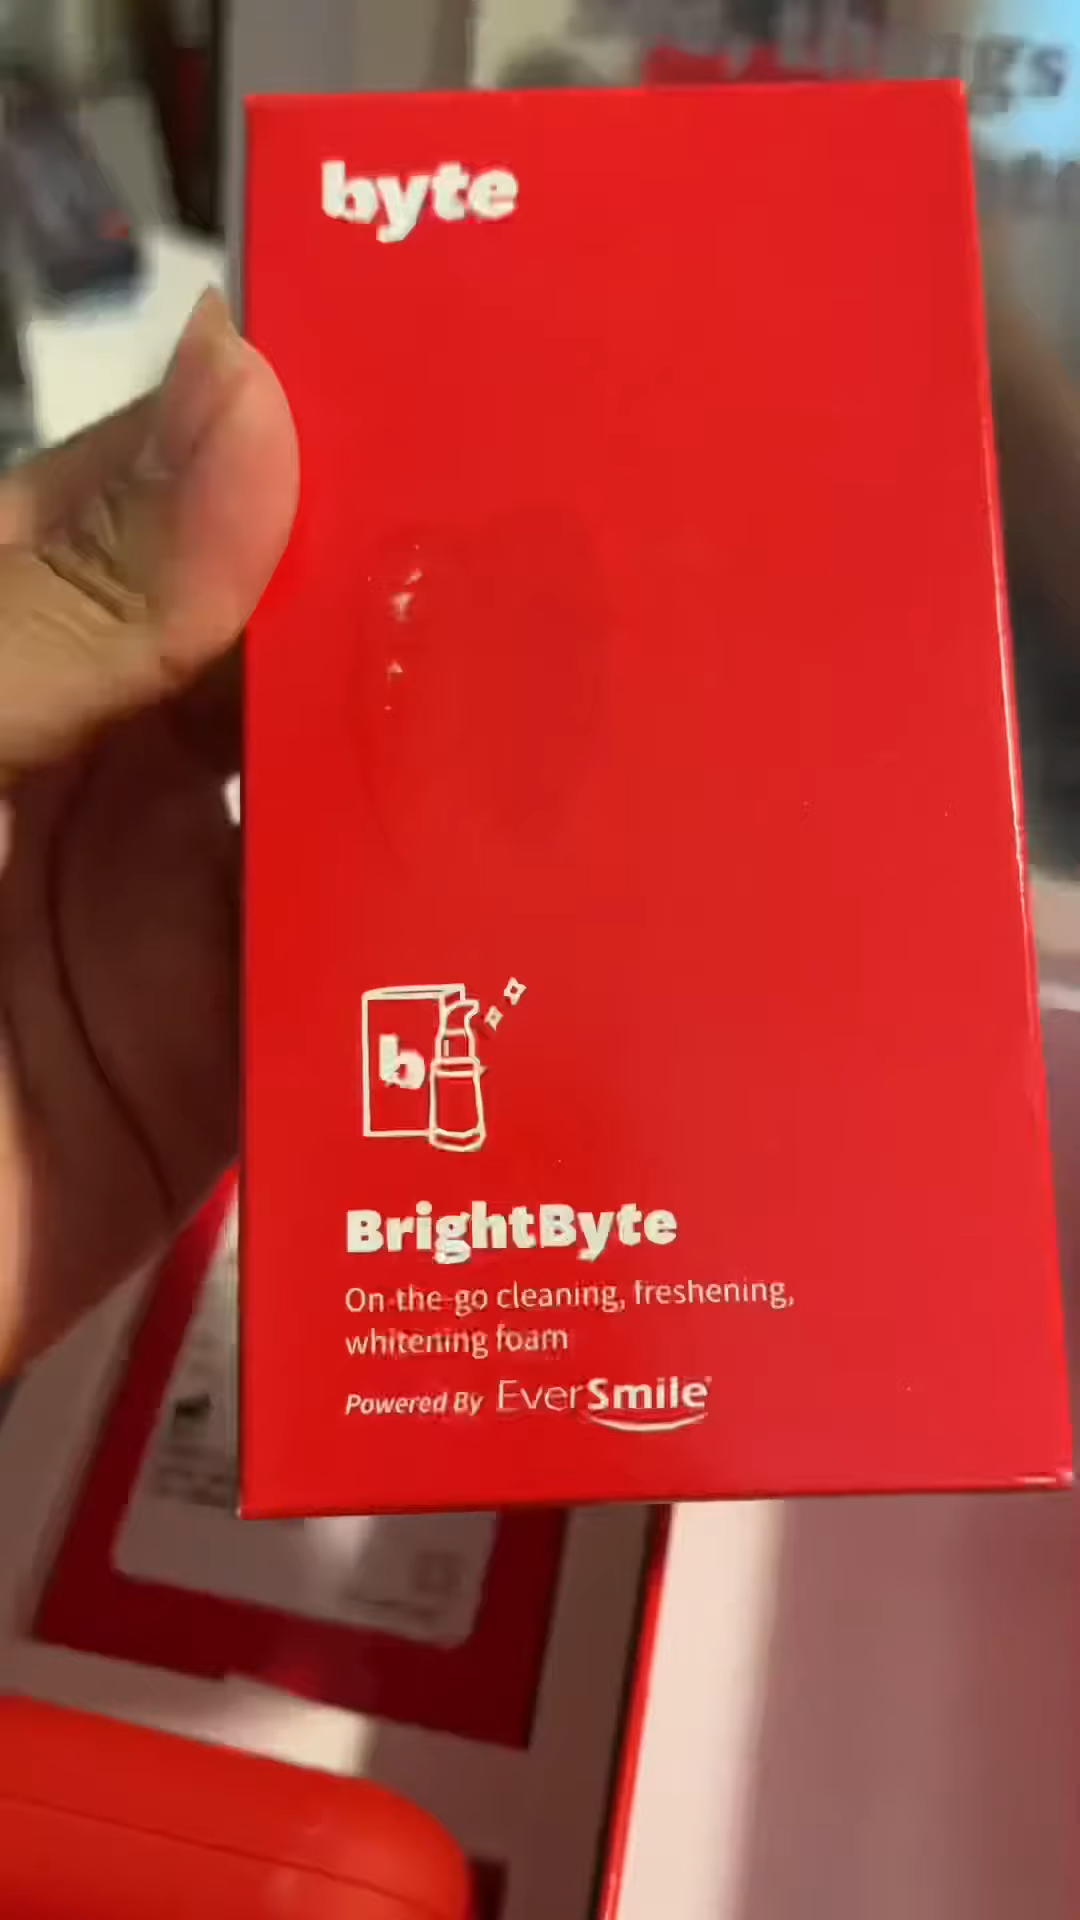 byte
b
BrightByte
On-the-go cleaning, freshening,
whitening foam
Powered By EverSmile